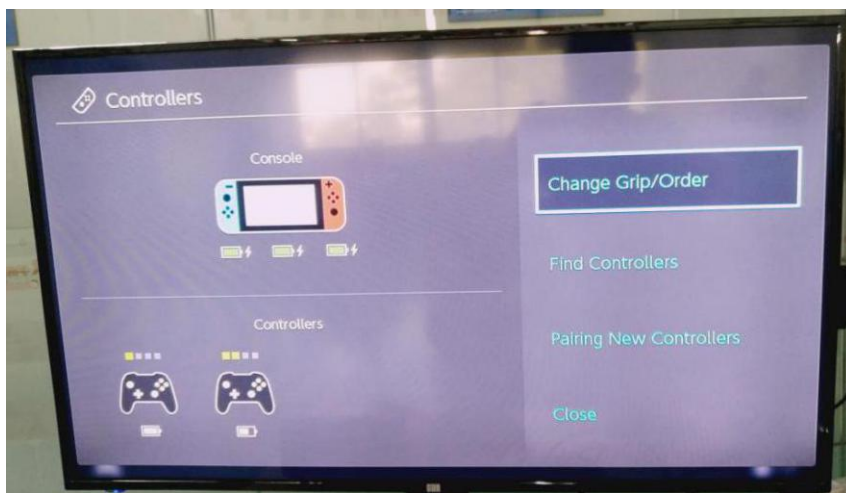 Controllers
Console
Change Grip/Order
Find Controllers
Controllers
Pairing New Controllers
Close